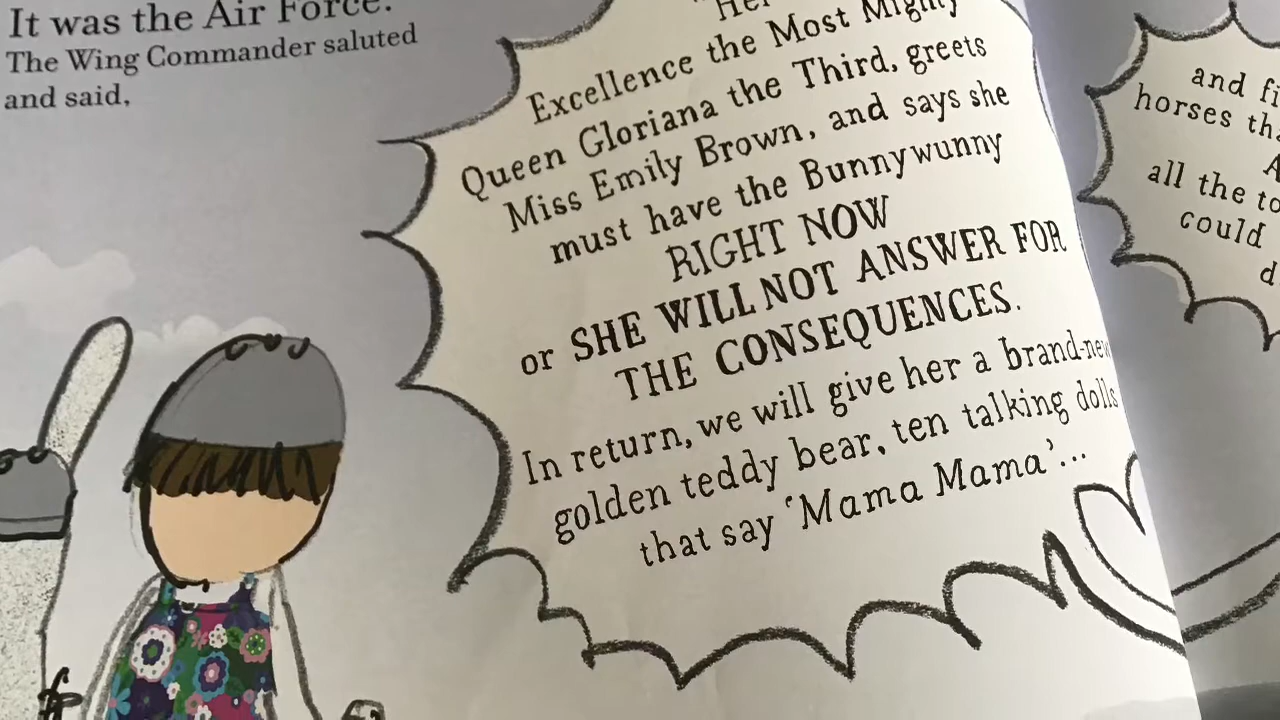 It was the Air Force.
The Wing Commander saluted
and said,
Excellence the Most Mighty
Queen Gloriana the Third, greets
Miss Emily Brown, and says she
must have the Bunnywunny
RIGHT NOW
or SHE WILL NOT ANSWER FOR
THE CONSEQUENCES.
In return, we will give her a brand-new
golden teddy bear, ten talking dolls
that say 'Mama Mama'...
and
horses
all the
could